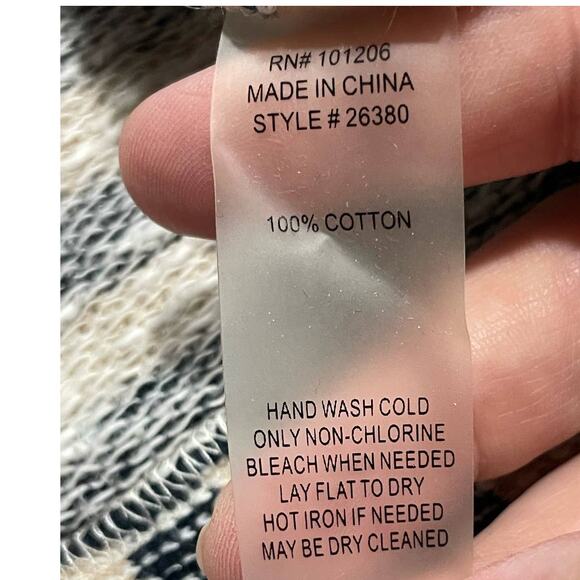 RN# 101206
MADE IN CHINA
STYLE # 26380
100% COTTON
HAND WASH COLD
ONLY NON-CHLORINE
BLEACH WHEN NEEDED
LAY FLAT TO DRY
HOT IRON IF NEEDED
MAY BE DRY CLEANED